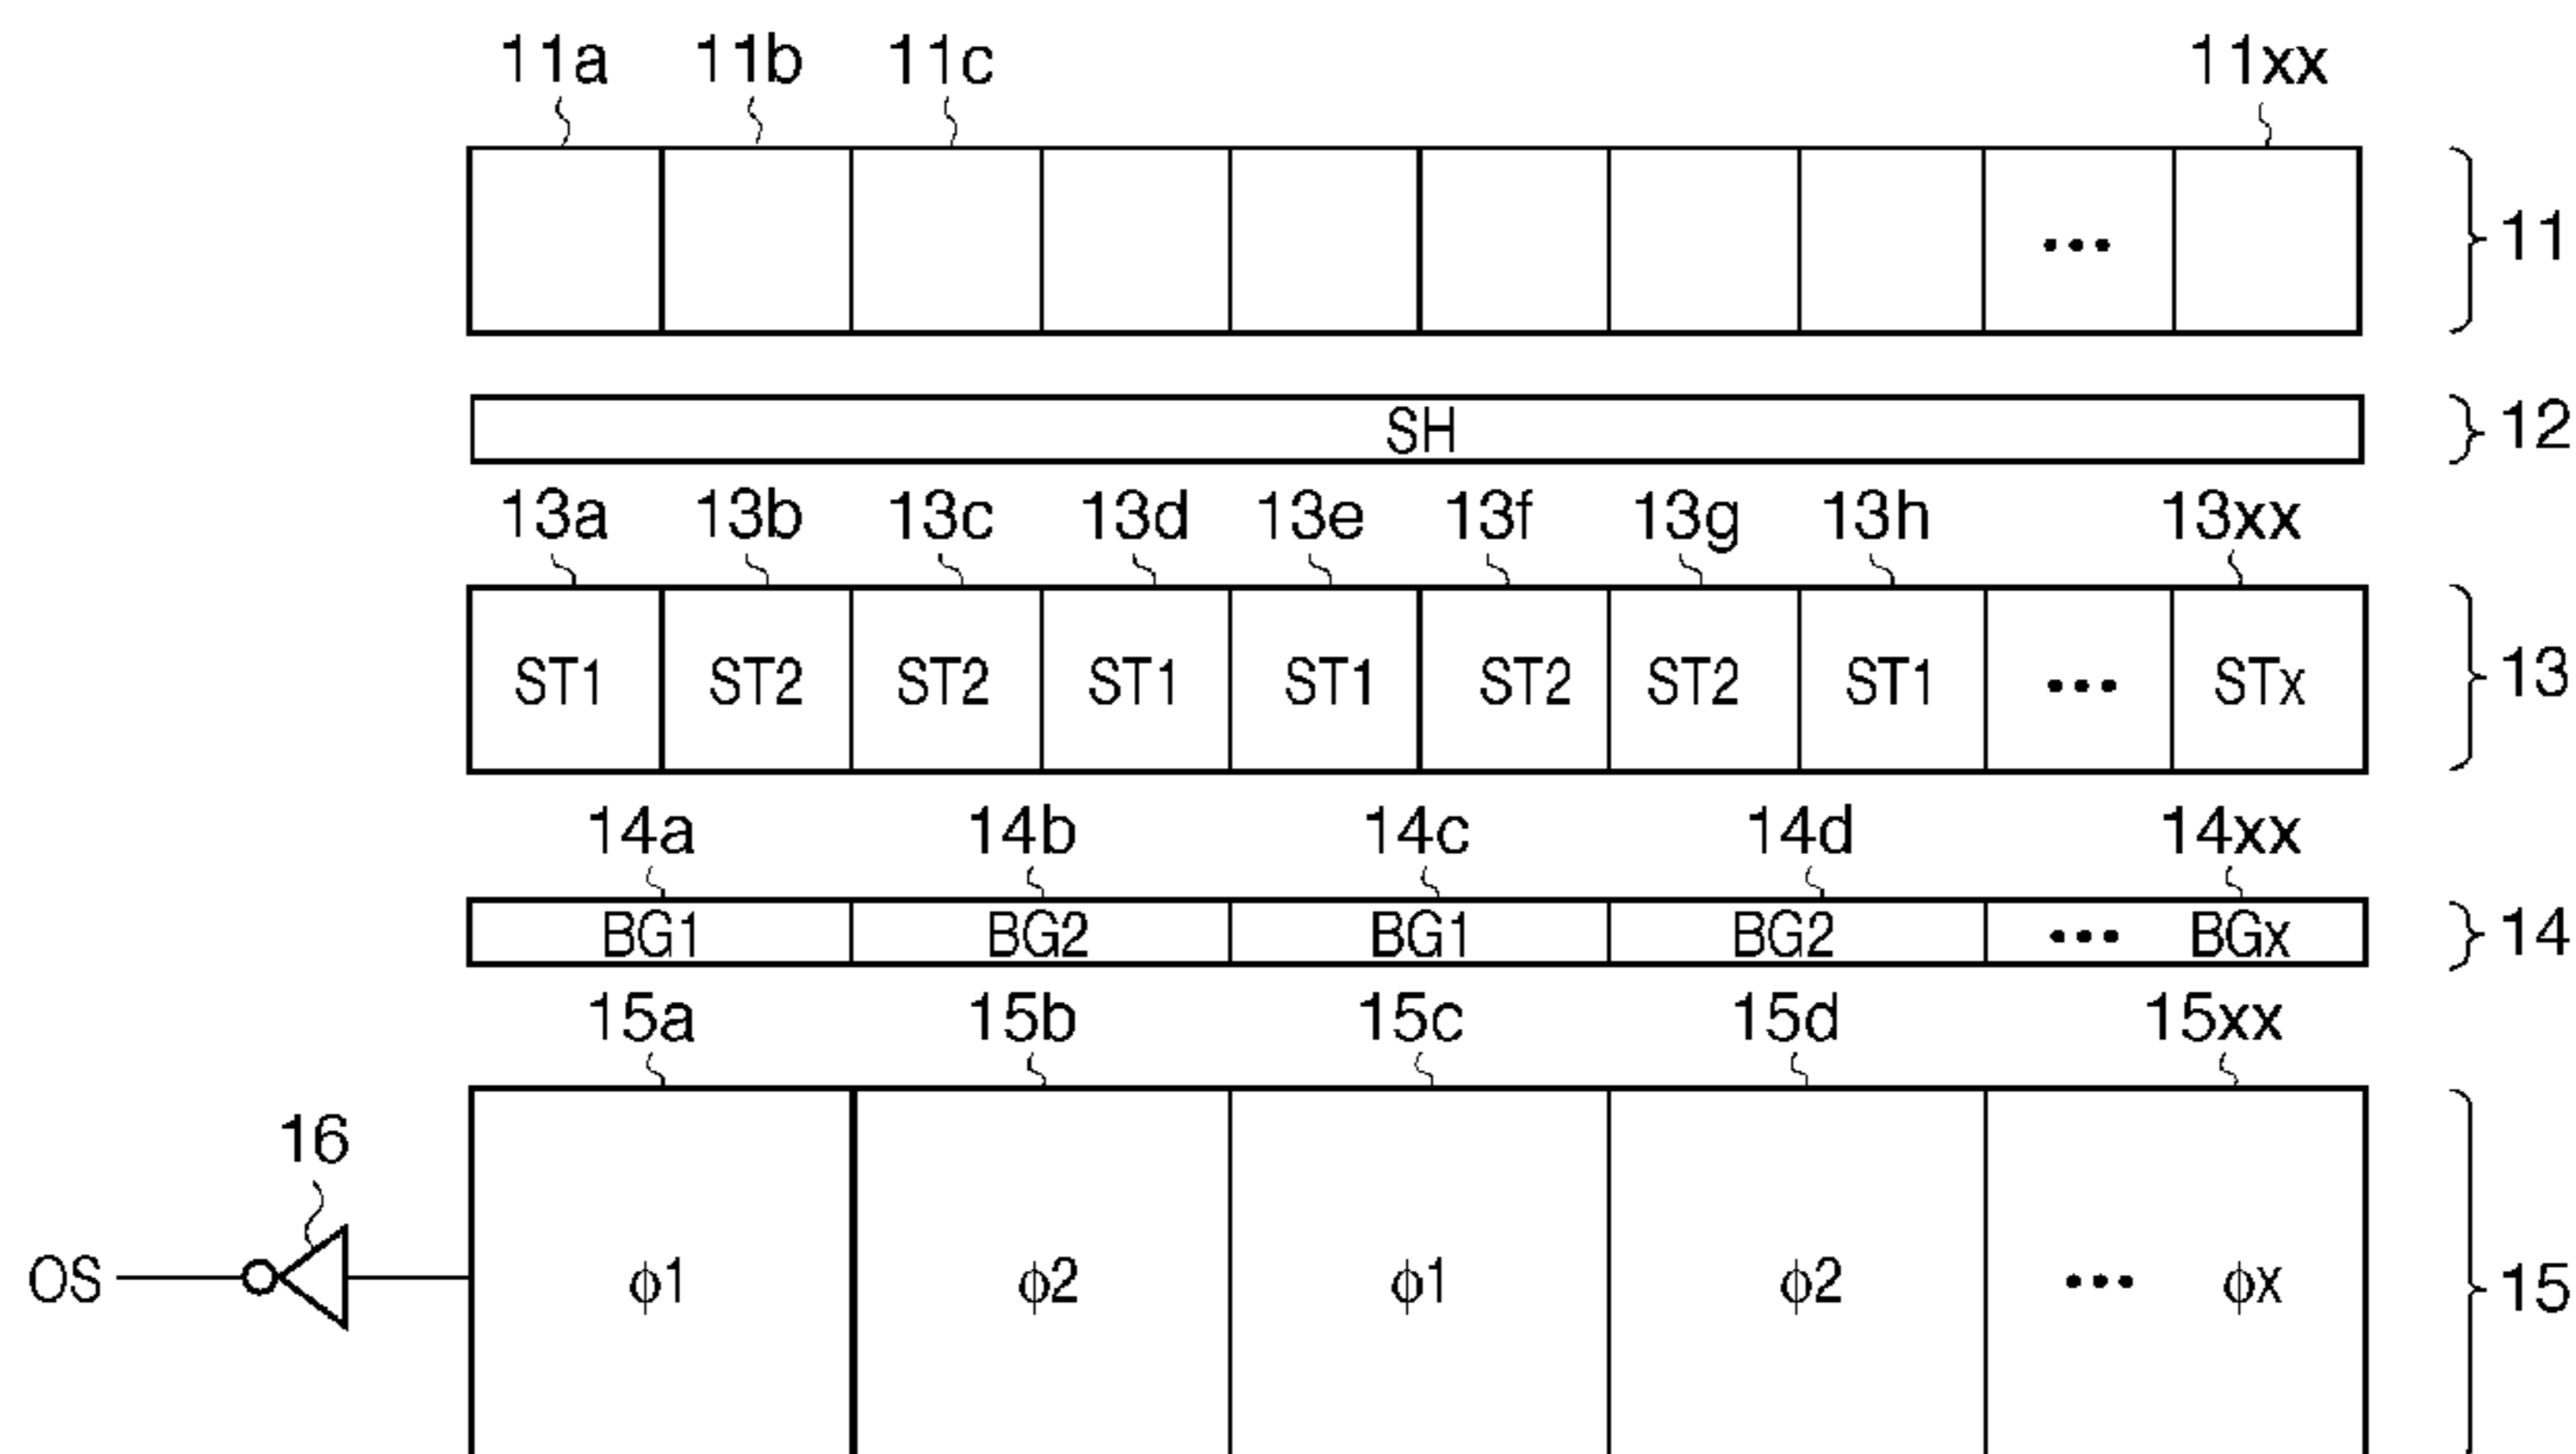 11a 11b 11c 11xx
... 11
SH 12
13a 13b 13c 13d 13e 13f 13g 13h 13xx
ST1 ST2 ST2 ST1 ST1 ST2 ST2 ST1 ... STx 13
14a 14b 14c 14d 14xx
BG1 BG2 BG1 BG2 ... BGx 14
15a 15b 15c 15d 15xx
16
OS ϕ1 ϕ2 ϕ1 ϕ2 ... ϕx 15